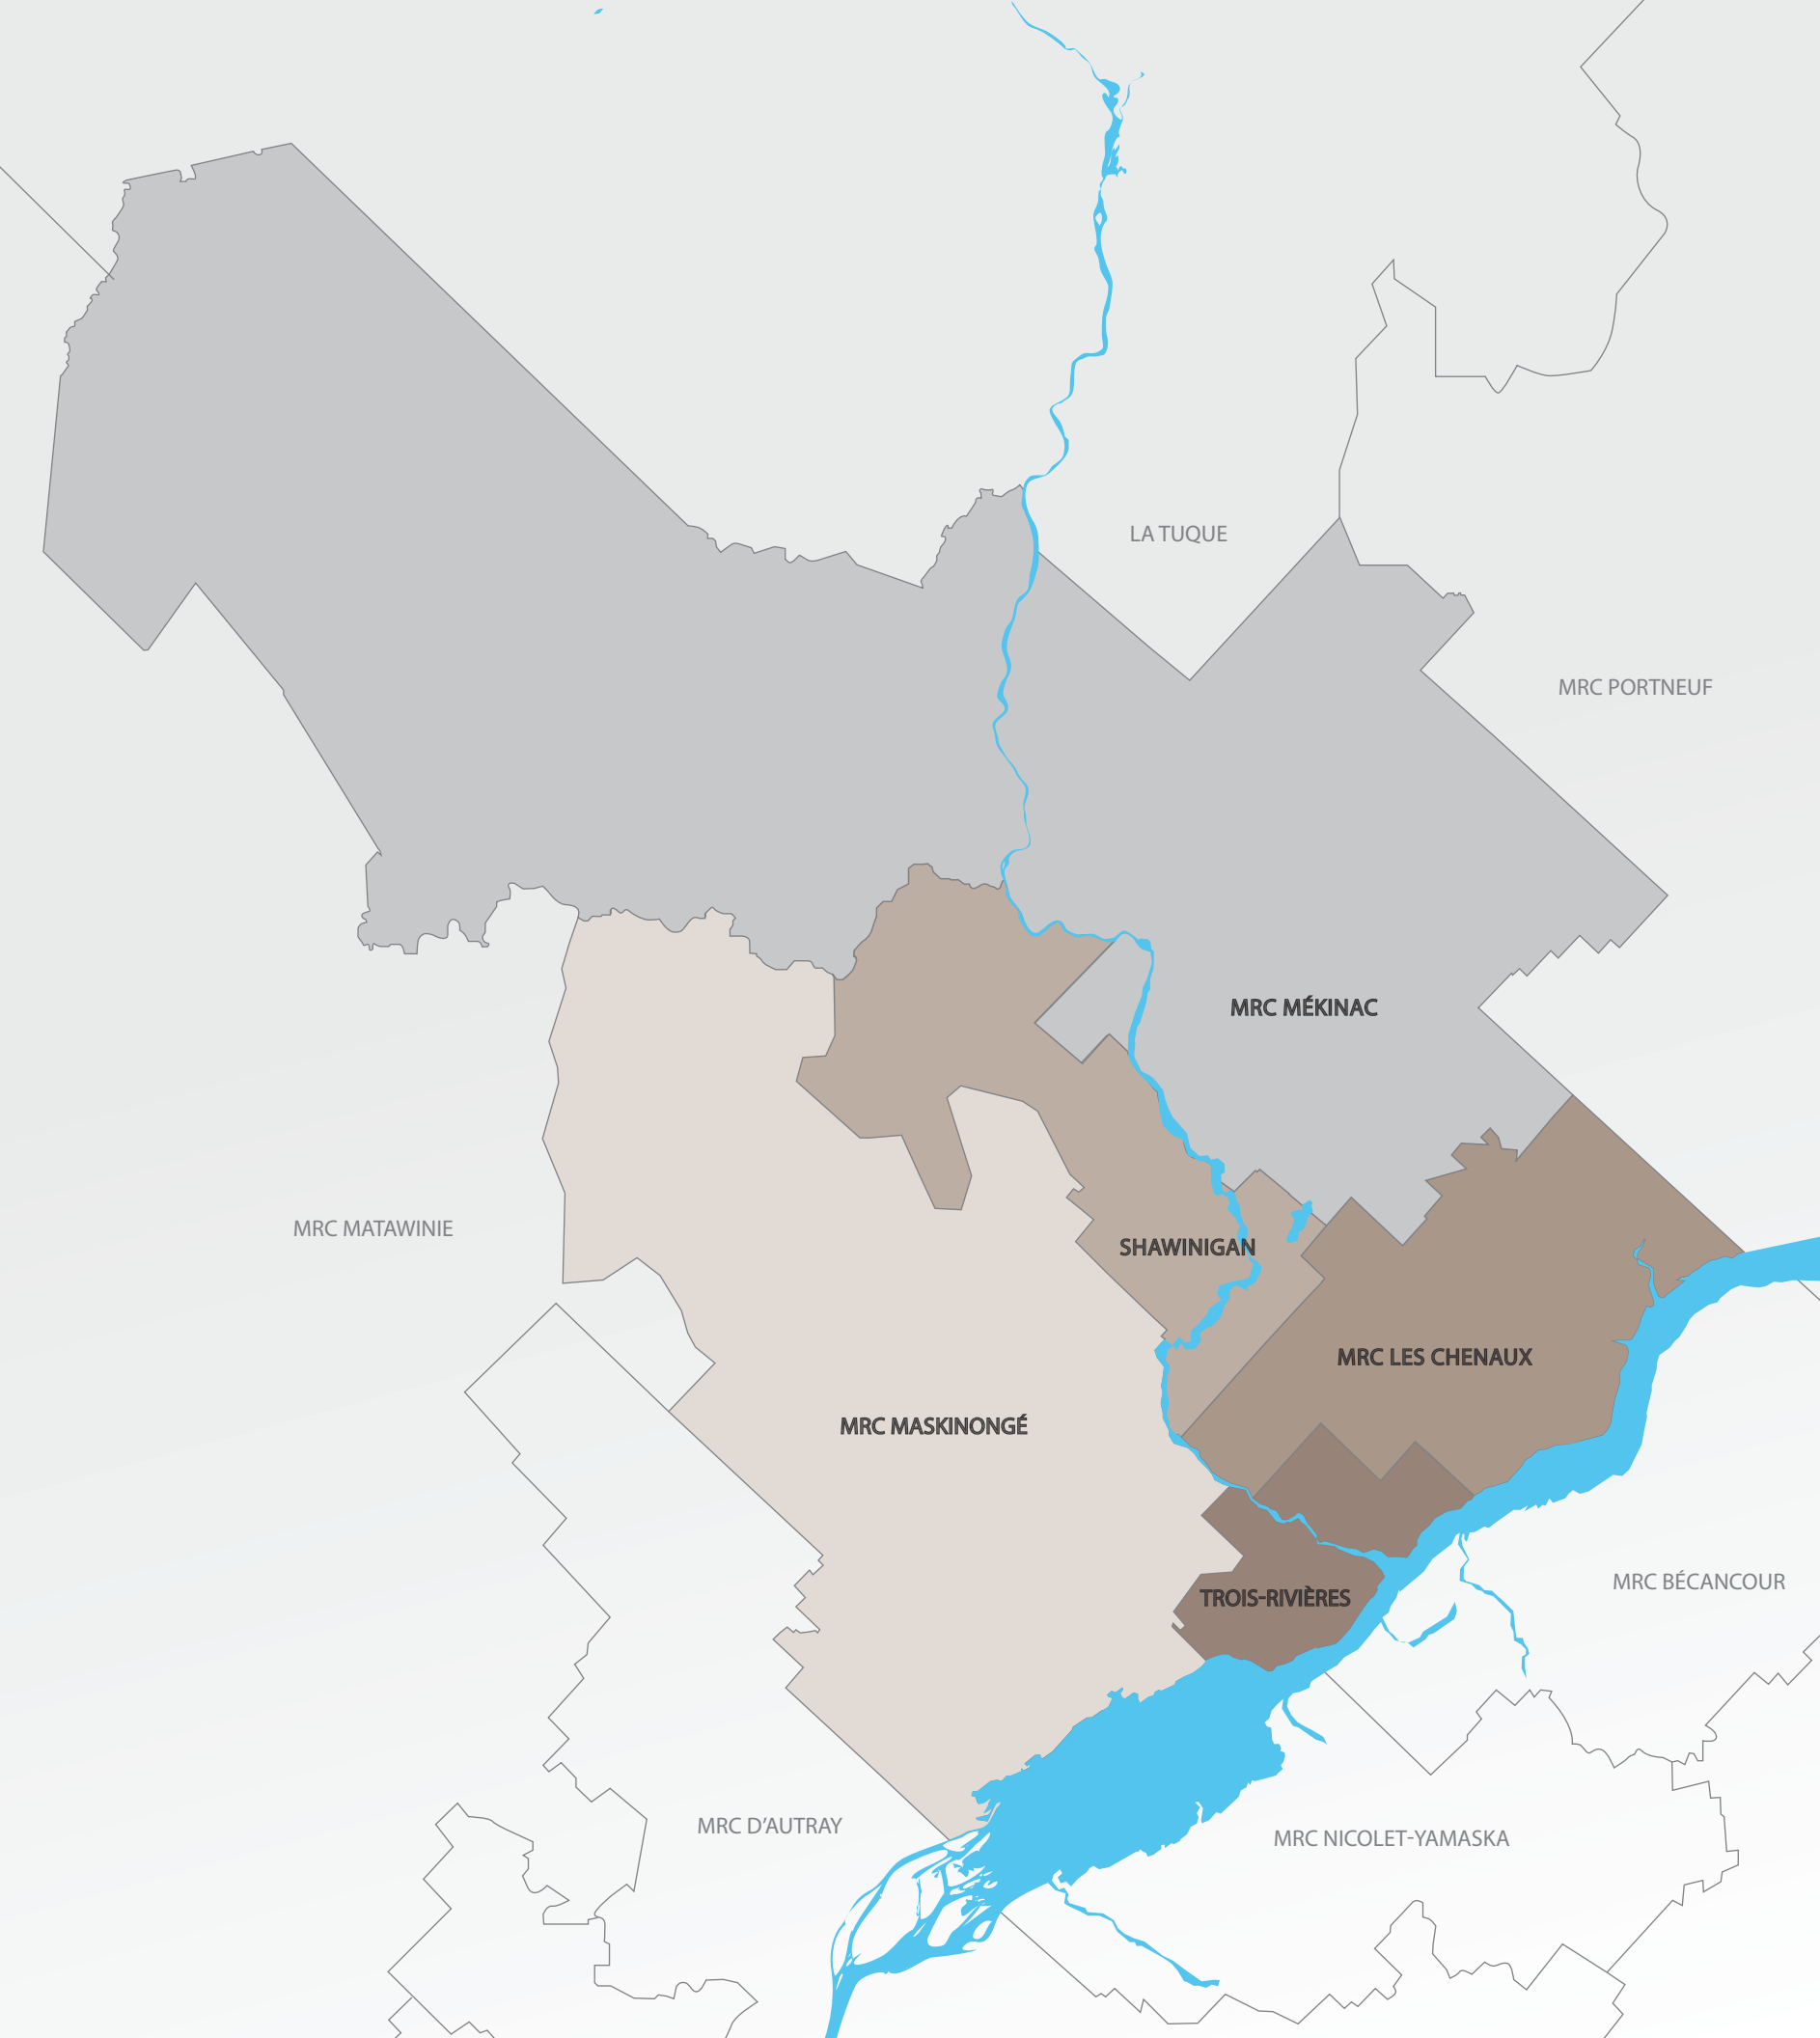 LA TUQUE
MRC PORTNEUF
MRC MÉKINAC
MRC MATAWINIE
SHAWINIGAN
MRC LES CHENAUX
MRC MASKINONGÉ
MRC BÉCANCOUR
TROIS-RIVIÈRES
MRC D'AUTRAY
MRC NICOLET-YAMASKA